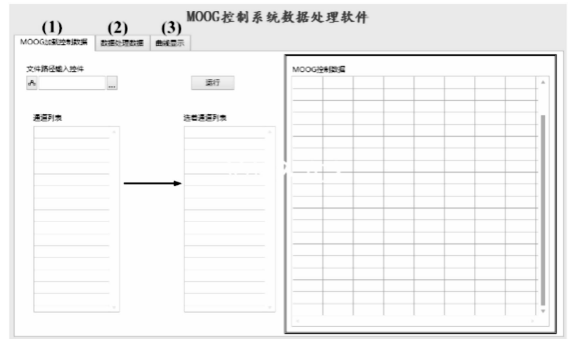 MOOG控制系统数据处理软件
(1) (2) (3)
MOOG加载控制数据 数据处理数据 曲线显示
文件路径输入控件
...
运行
MOOG控制数据
通道列表
选看通道列表